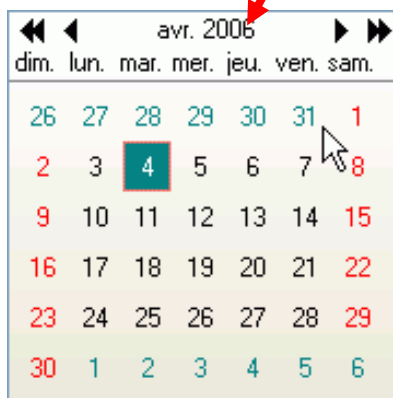 avr. 2006
dim. lun. mar. mer. jeu. ven. sam.
26 27 28 29 30 31 1
2 3 4 5 6 7 8
9 10 11 12 13 14 15
16 17 18 19 20 21 22
23 24 25 26 27 28 29
30 1 2 3 4 5 6